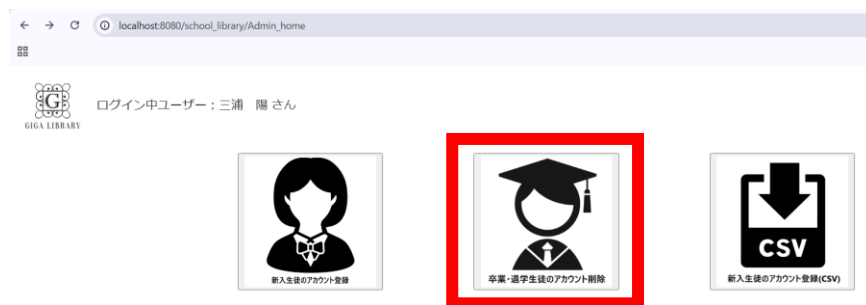 localhost:8080/school_library/Admin_home
G
GIGA LIBRARY
ログイン中ユーザー：三浦　陽 さん
新入生徒のアカウント登録
卒業・退学生徒のアカウント削除
CSV
新入生徒のアカウント登録(CSV)